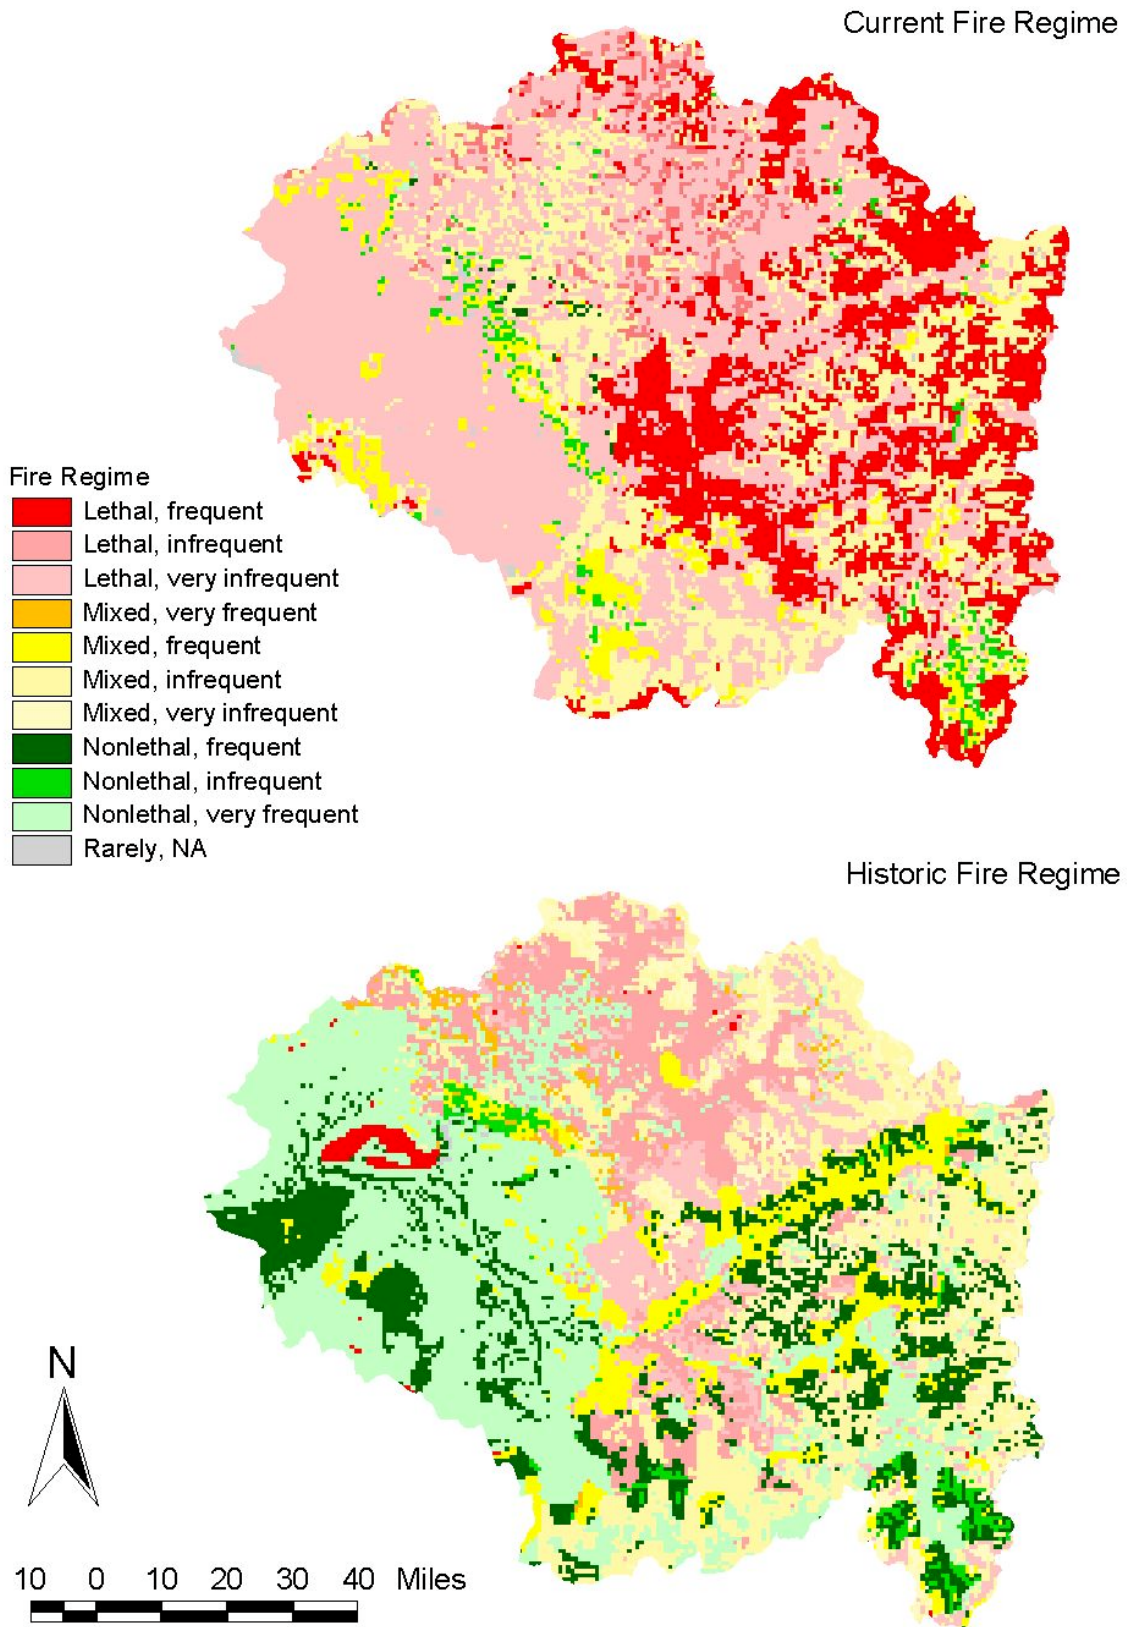 Current Fire Regime
Fire Regime
Lethal, frequent
Lethal, infrequent
Lethal, very infrequent
Mixed, very frequent
Mixed, frequent
Mixed, infrequent
Mixed, very infrequent
Nonlethal, frequent
Nonlethal, infrequent
Nonlethal, very frequent
Rarely, NA
Historic Fire Regime
N
10 0 10 20 30 40 Miles